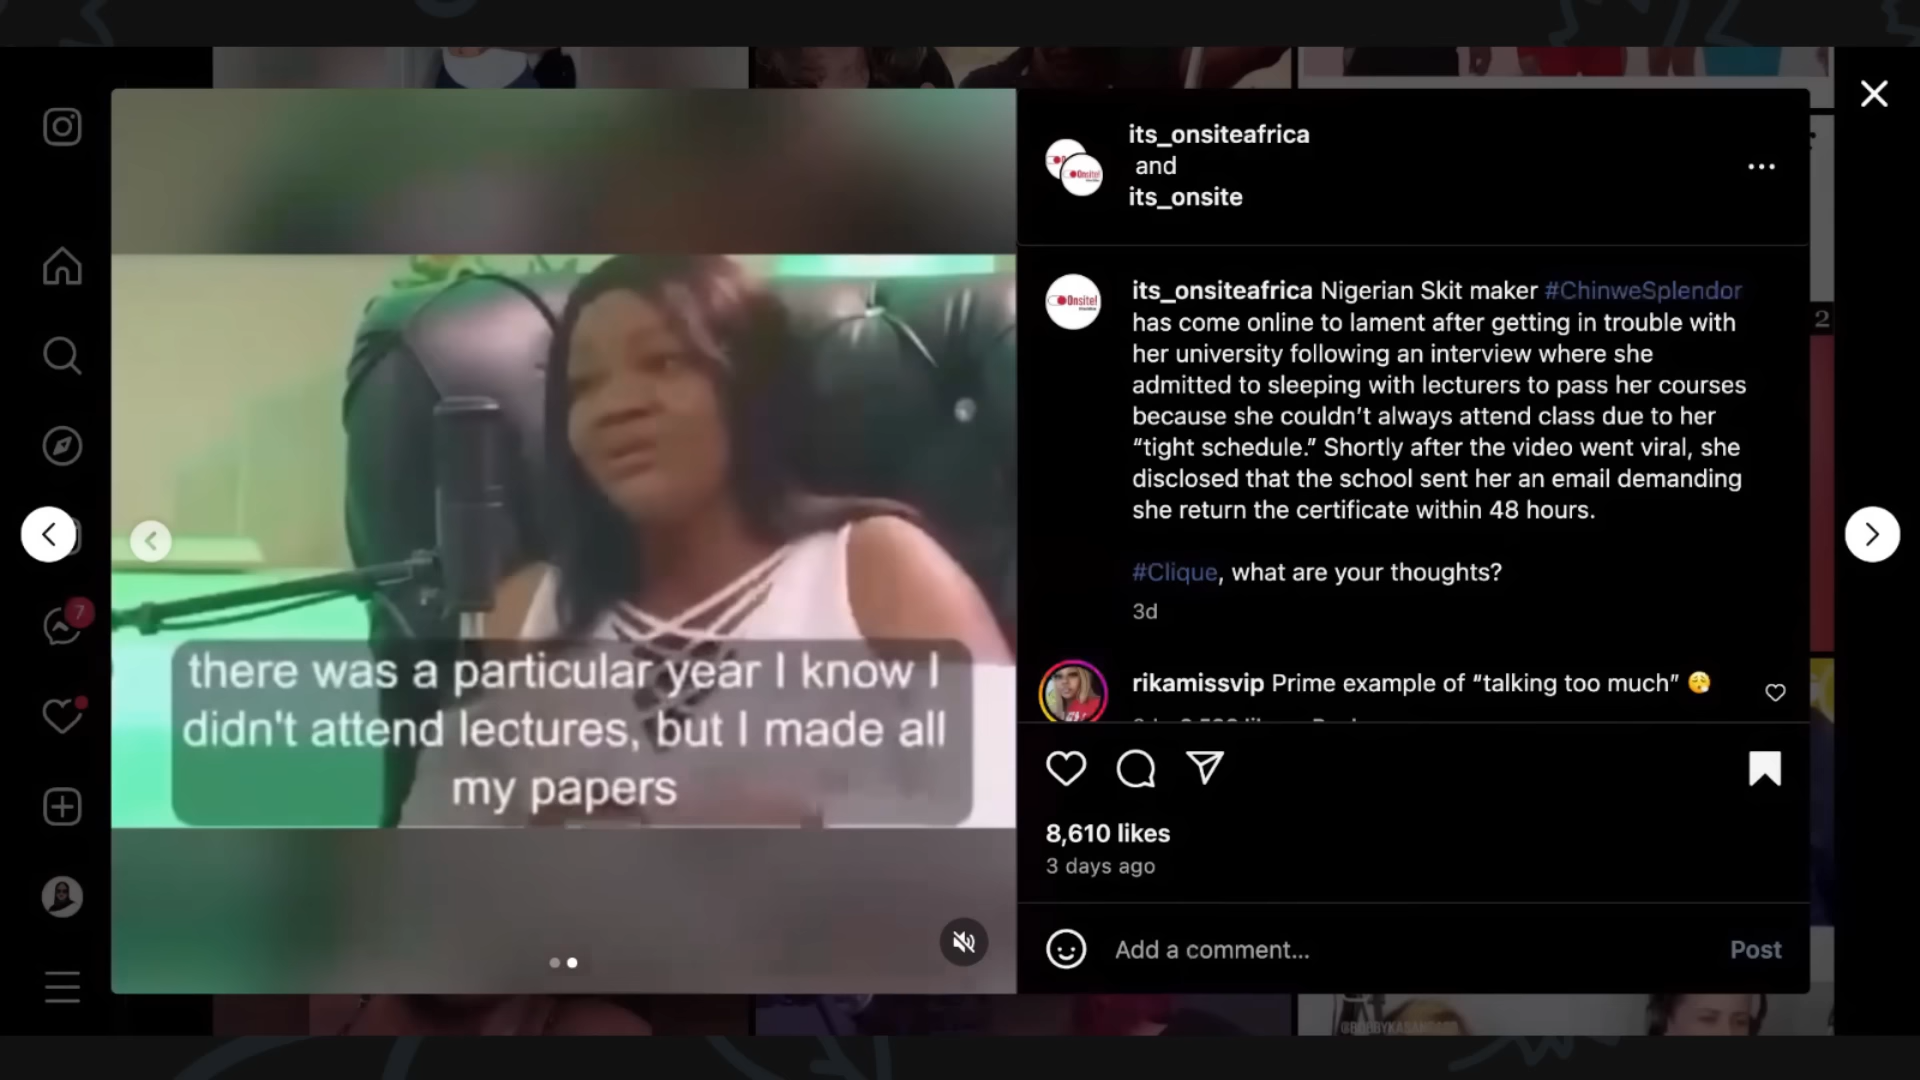 its_onsiteafrica
and
its_onsite
Onsite!
its_onsiteafrica Nigerian Skit maker #ChinweSplendor
has come online to lament after getting in trouble with
her university following an interview where she
admitted to sleeping with lecturers to pass her courses
because she couldn't always attend class due to her
“tight schedule.” Shortly after the video went viral, she
disclosed that the school sent her an email demanding
she return the certificate within 48 hours.
#Clique, what are your thoughts?
3d
rikamissvip Prime example of “talking too much” 😮‍💨
8,610 likes
3 days ago
Add a comment...
Post
there was a particular year I know I
didn't attend lectures, but I made all
my papers
7
2